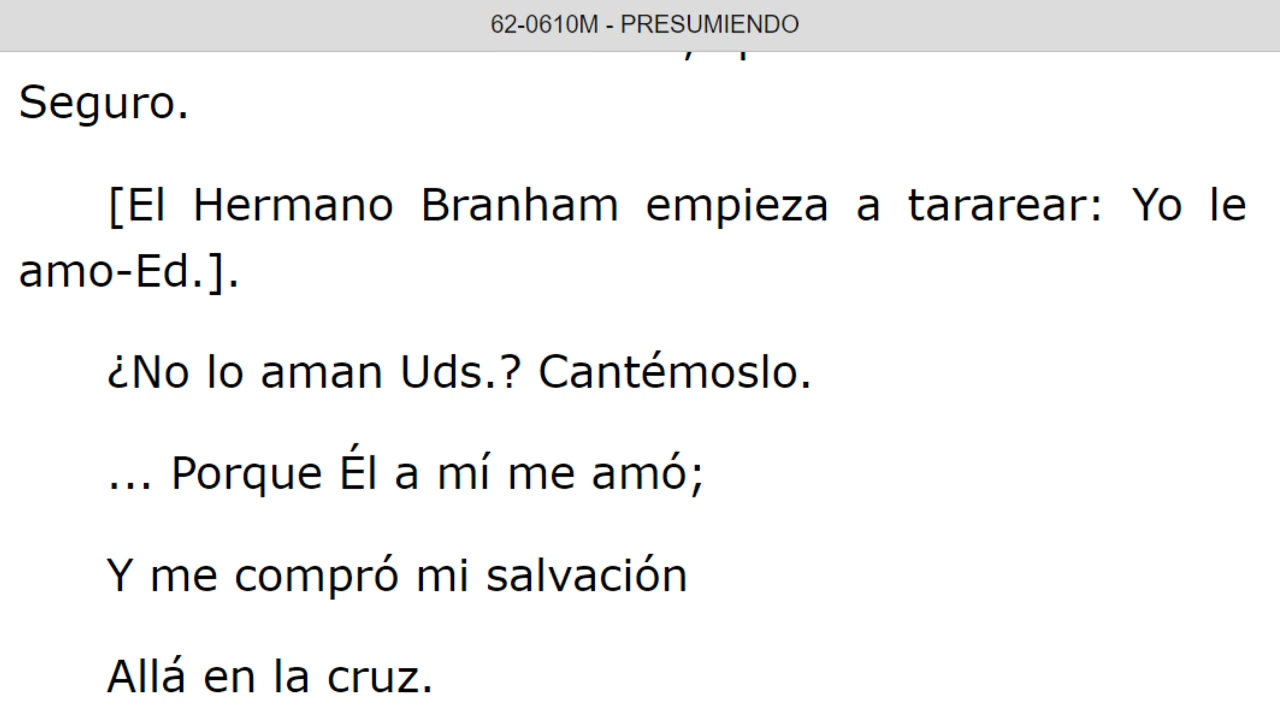 62-0610M - PRESUMIENDO
Seguro.
[El Hermano Branham empieza a tararear: Yo le
amo-Ed.].
¿No lo aman Uds.? Cantémoslo.
... Porque Él a mí me amó;
Y me compró mi salvación
Allá en la cruz.